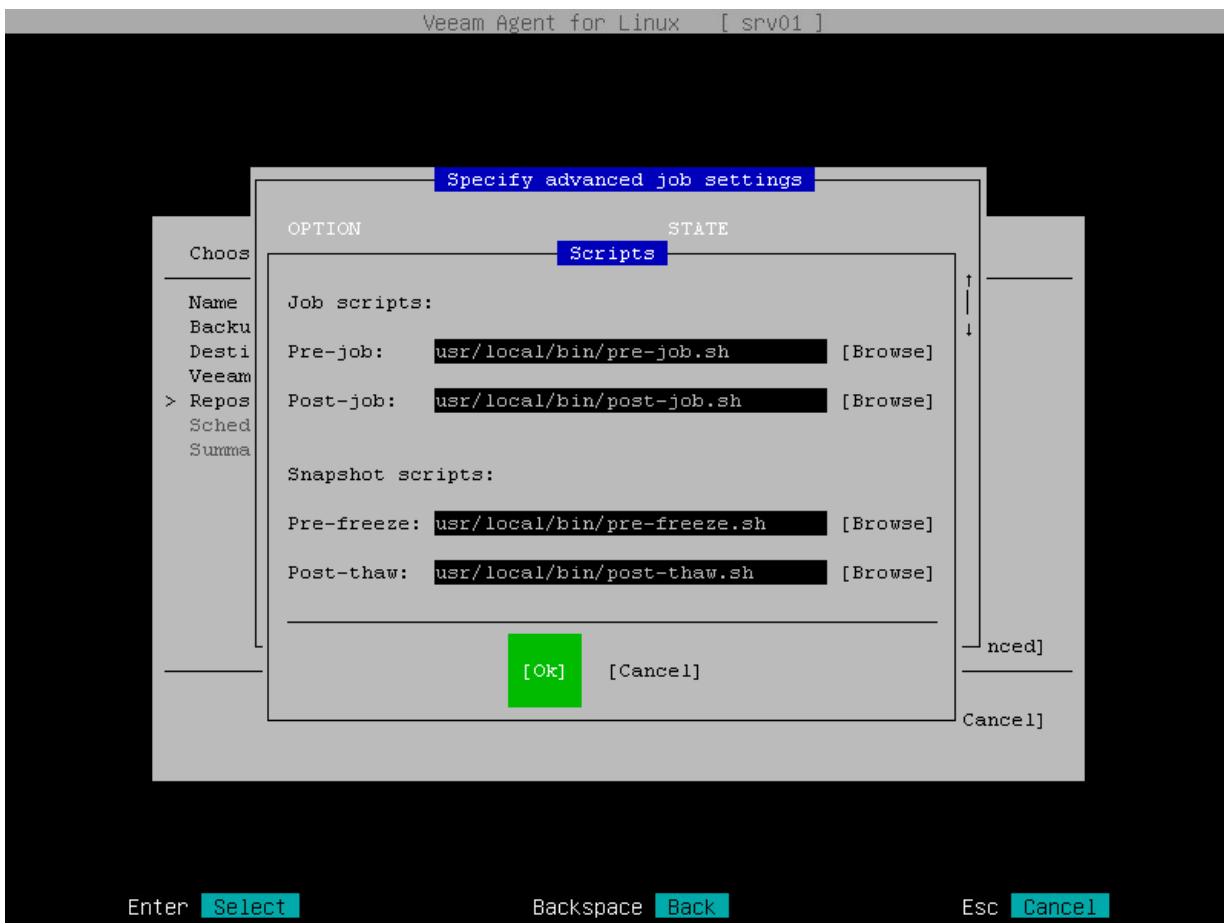 Veeam Agent for Linux [ srv01 ]
Specify advanced job settings
OPTION STATE
Choos
Scripts
Name
Job scripts:
Backu
Desti
Pre-job: usr/local/bin/pre-job.sh [Browse]
Veeam
> Repos
Post-job: usr/local/bin/post-job.sh [Browse]
Sched
Summa
Snapshot scripts:
Pre-freeze: usr/local/bin/pre-freeze.sh [Browse]
Post-thaw: usr/local/bin/post-thaw.sh [Browse]
nced]
[Ok] [Cancel]
Cancel]
Enter Select Backspace Back Esc Cancel